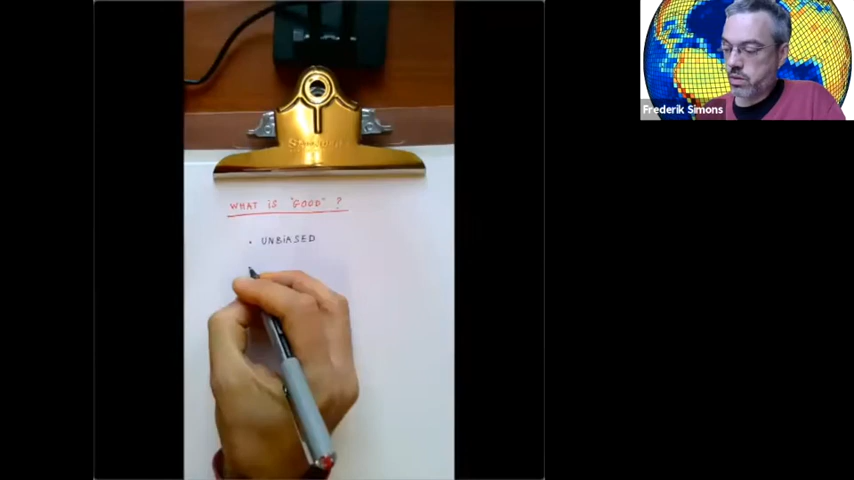 WHAT iS "GOOD" ?
• UNBiASED
Frederik Simons